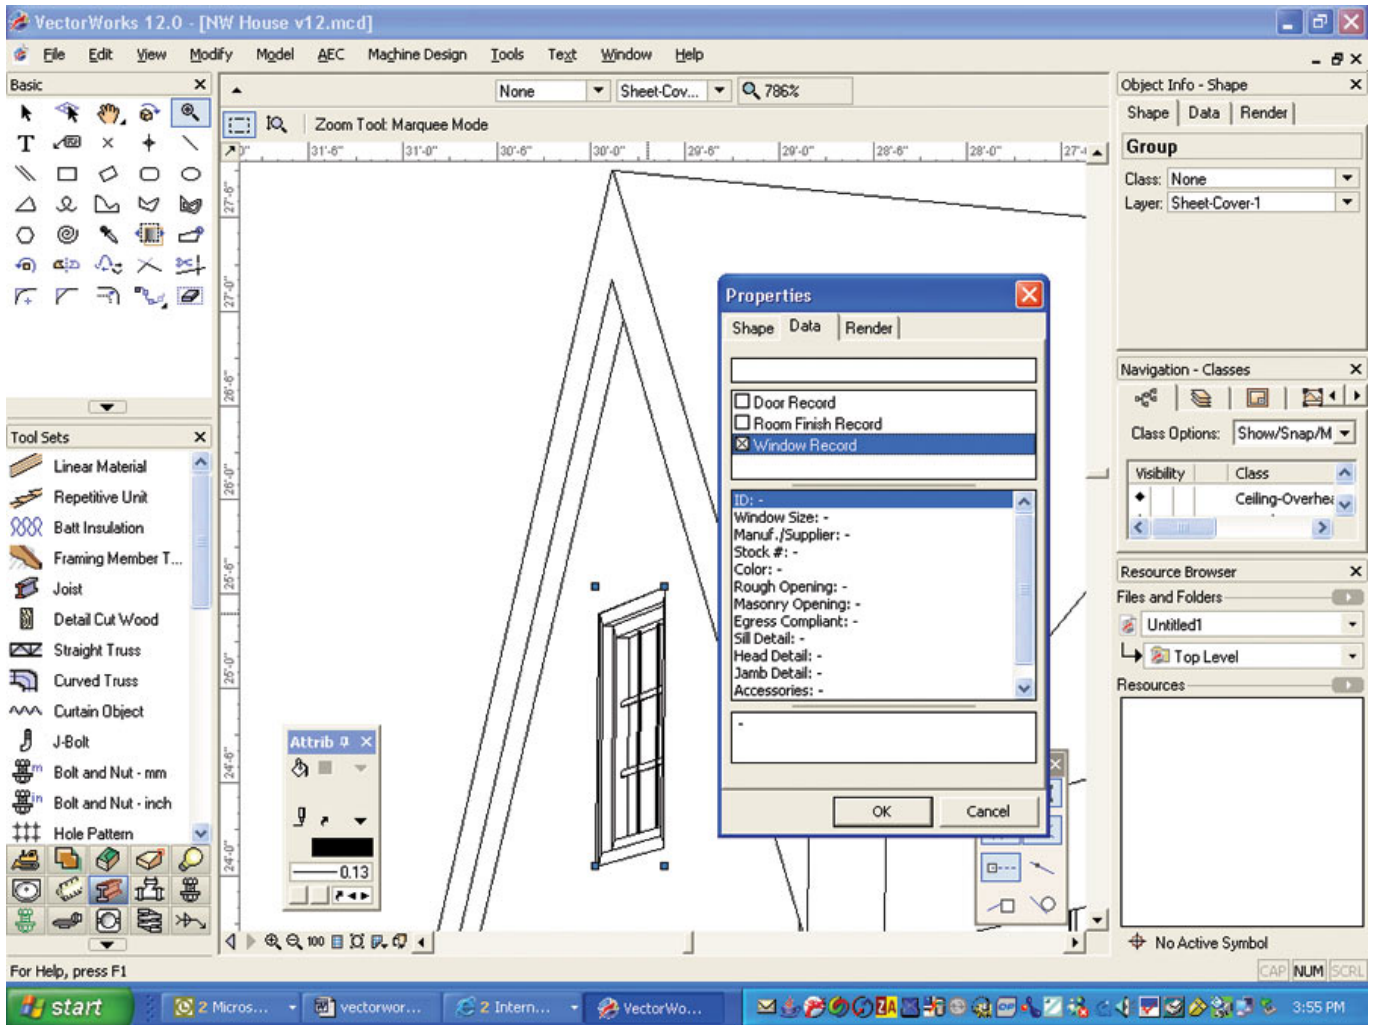 VectorWorks 12.0 - [NW House v12.mcd]
File Edit View Modify Model AEC Machine Design Tools Text Window Help
Basic
None Sheet-Cov... 786%
Zoom Tool: Marquee Mode
31'-6" 31'-0" 30'-6" 30'-0" 29'-6" 29'-0" 28'-6" 28'-0"
27'-6"
27'-0"
26'-6"
26'-0"
25'-6"
25'-0"
24'-6"
24'-0"
Tool Sets
Linear Material
Repetitive Unit
Batt Insulation
Framing Member T...
Joist
Detail Cut Wood
Straight Truss
Curved Truss
Curtain Object
J-Bolt
Bolt and Nut - mm
Bolt and Nut - inch
Hole Pattern
Attrib
0.13
Properties
Shape Data Render
Door Record
Room Finish Record
Window Record
ID: -
Window Size: -
Manuf./Supplier: -
Stock #: -
Color: -
Rough Opening: -
Masonry Opening: -
Egress Compliant: -
Sill Detail: -
Head Detail: -
Jamb Detail: -
Accessories: -
-
OK Cancel
Object Info - Shape
Shape Data Render
Group
Class: None
Layer: Sheet-Cover-1
Navigation - Classes
Class Options: Show/Snap/M
Visibility Class
Ceiling-Overhea
Resource Browser
Files and Folders
Untitled1
Top Level
Resources
No Active Symbol
100
For Help, press F1
CAP NUM SCRL
start 2 Micros... vectorwor... 2 Intern... VectorWo... 3:55 PM